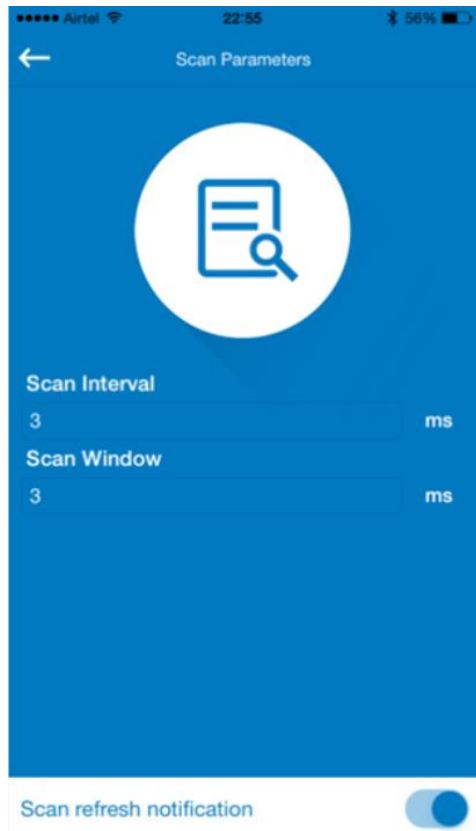 Airtel 22:55 56%
Scan Parameters
Scan Interval
3 ms
Scan Window
3 ms
Scan refresh notification